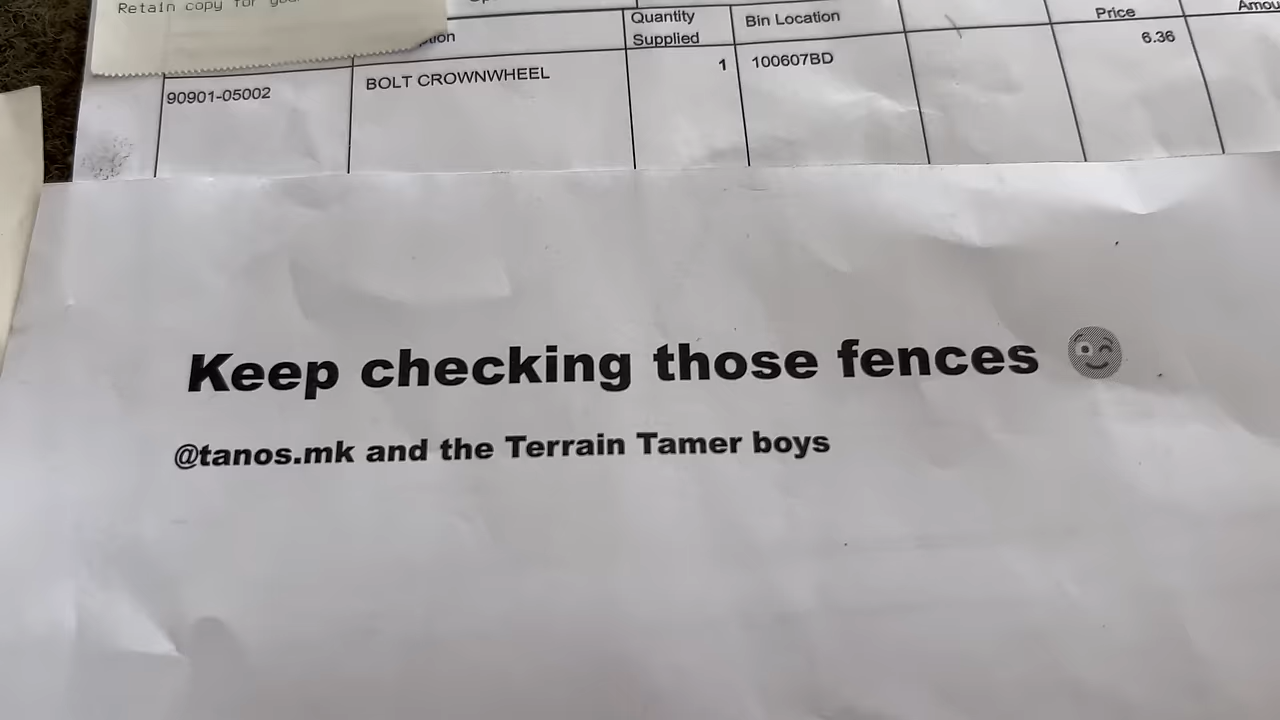 Retain copy for
Quantity
Supplied
Bin Location
Price
90901-05002
BOLT CROWNWHEEL
1
100607BD
6.36
Keep checking those fences 😉
@tanos.mk and the Terrain Tamer boys